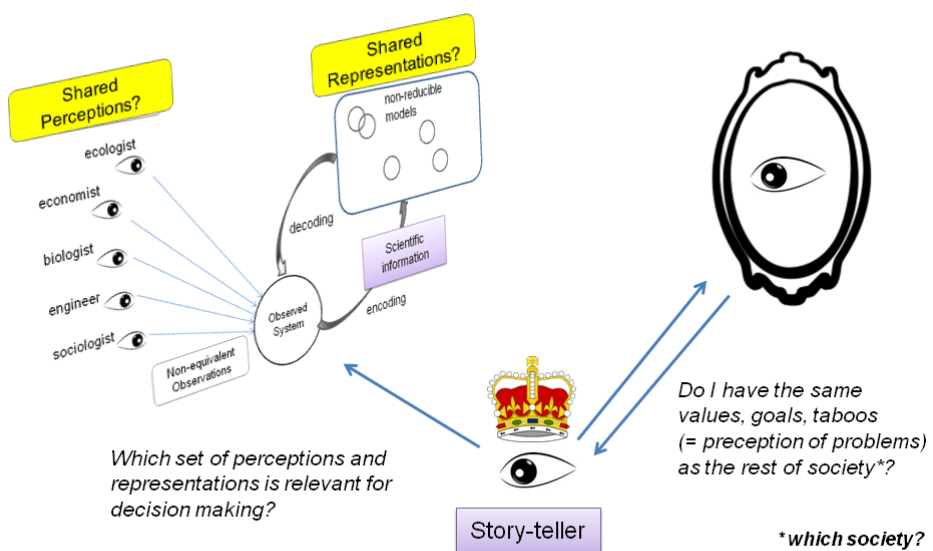 Shared
Perceptions?
Shared
Representations?
non-reducible
models
ecologist
economist
biologist
engineer
sociologist
decoding
Scientific
information
encoding
Observed
System
Non-equivalent
Observations
Which set of perceptions and
representations is relevant for
decision making?
Story-teller
Do I have the same
values, goals, taboos
(= preception of problems)
as the rest of society*?
*which society?